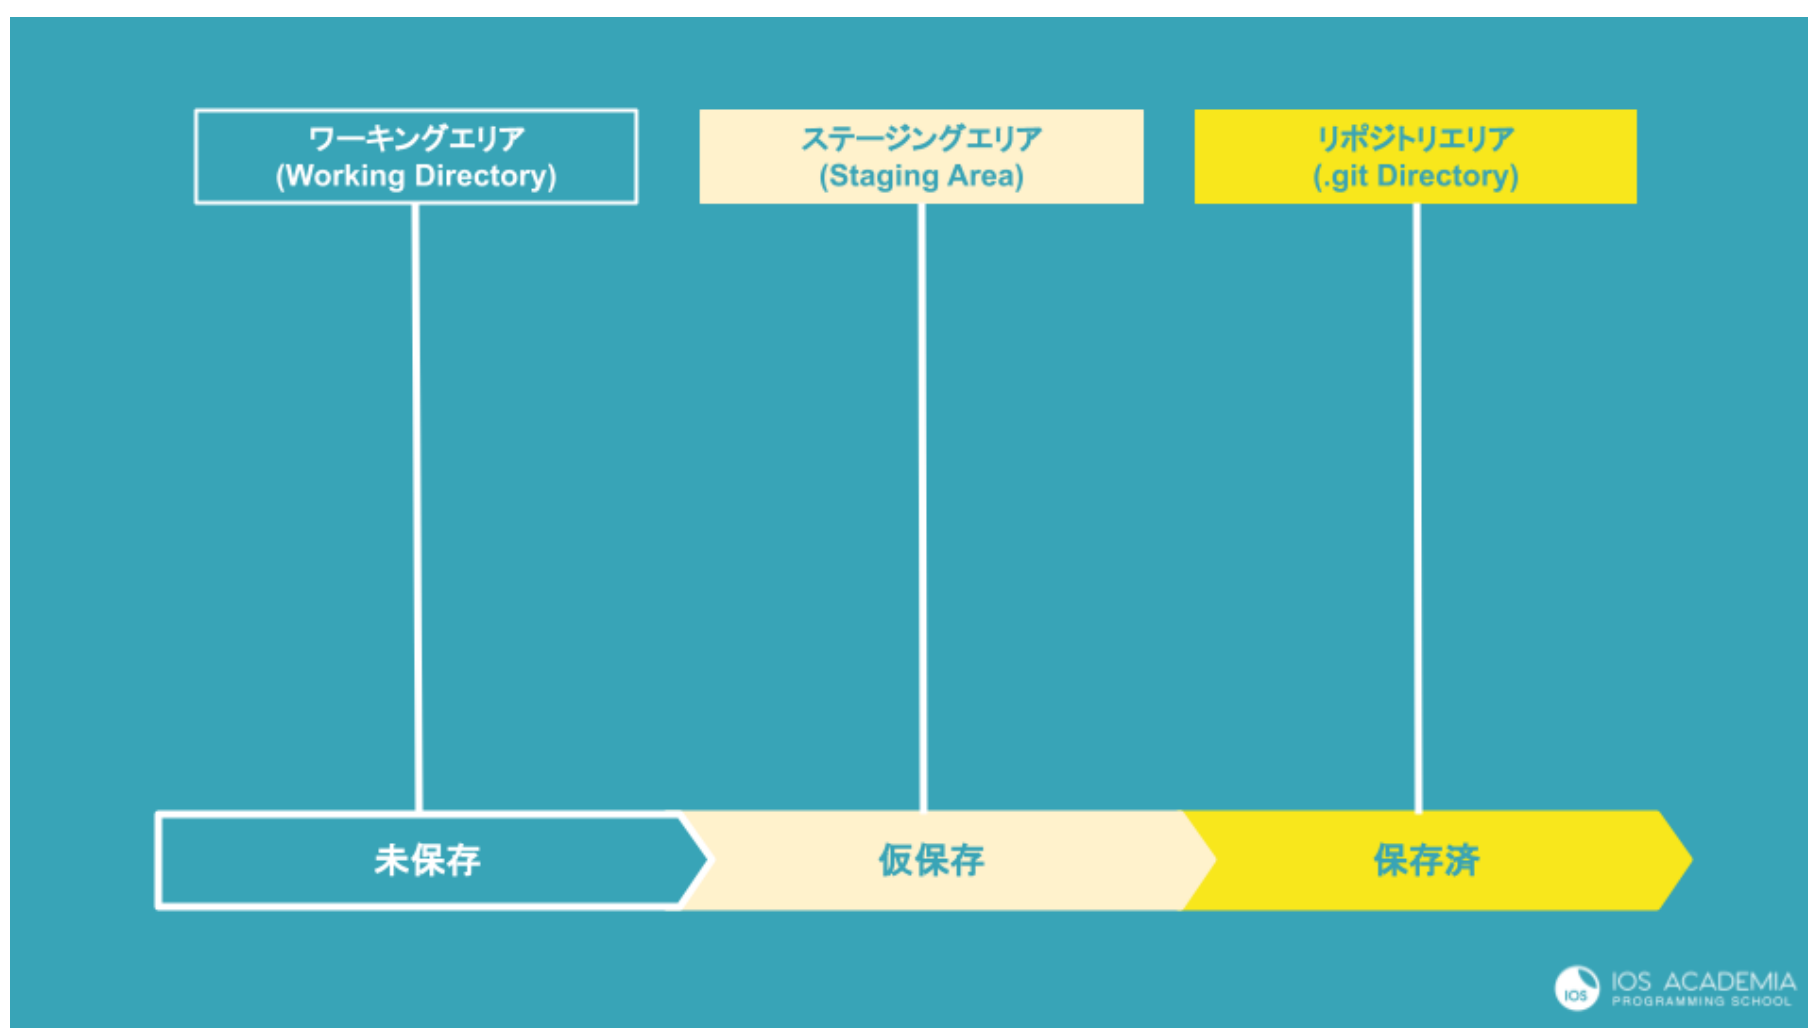 ワーキングエリア
(Working Directory)
ステージングエリア
(Staging Area)
リポジトリエリア
(.git Directory)
未保存
仮保存
保存済
IOS
IOS ACADEMIA
PROGRAMMING SCHOOL